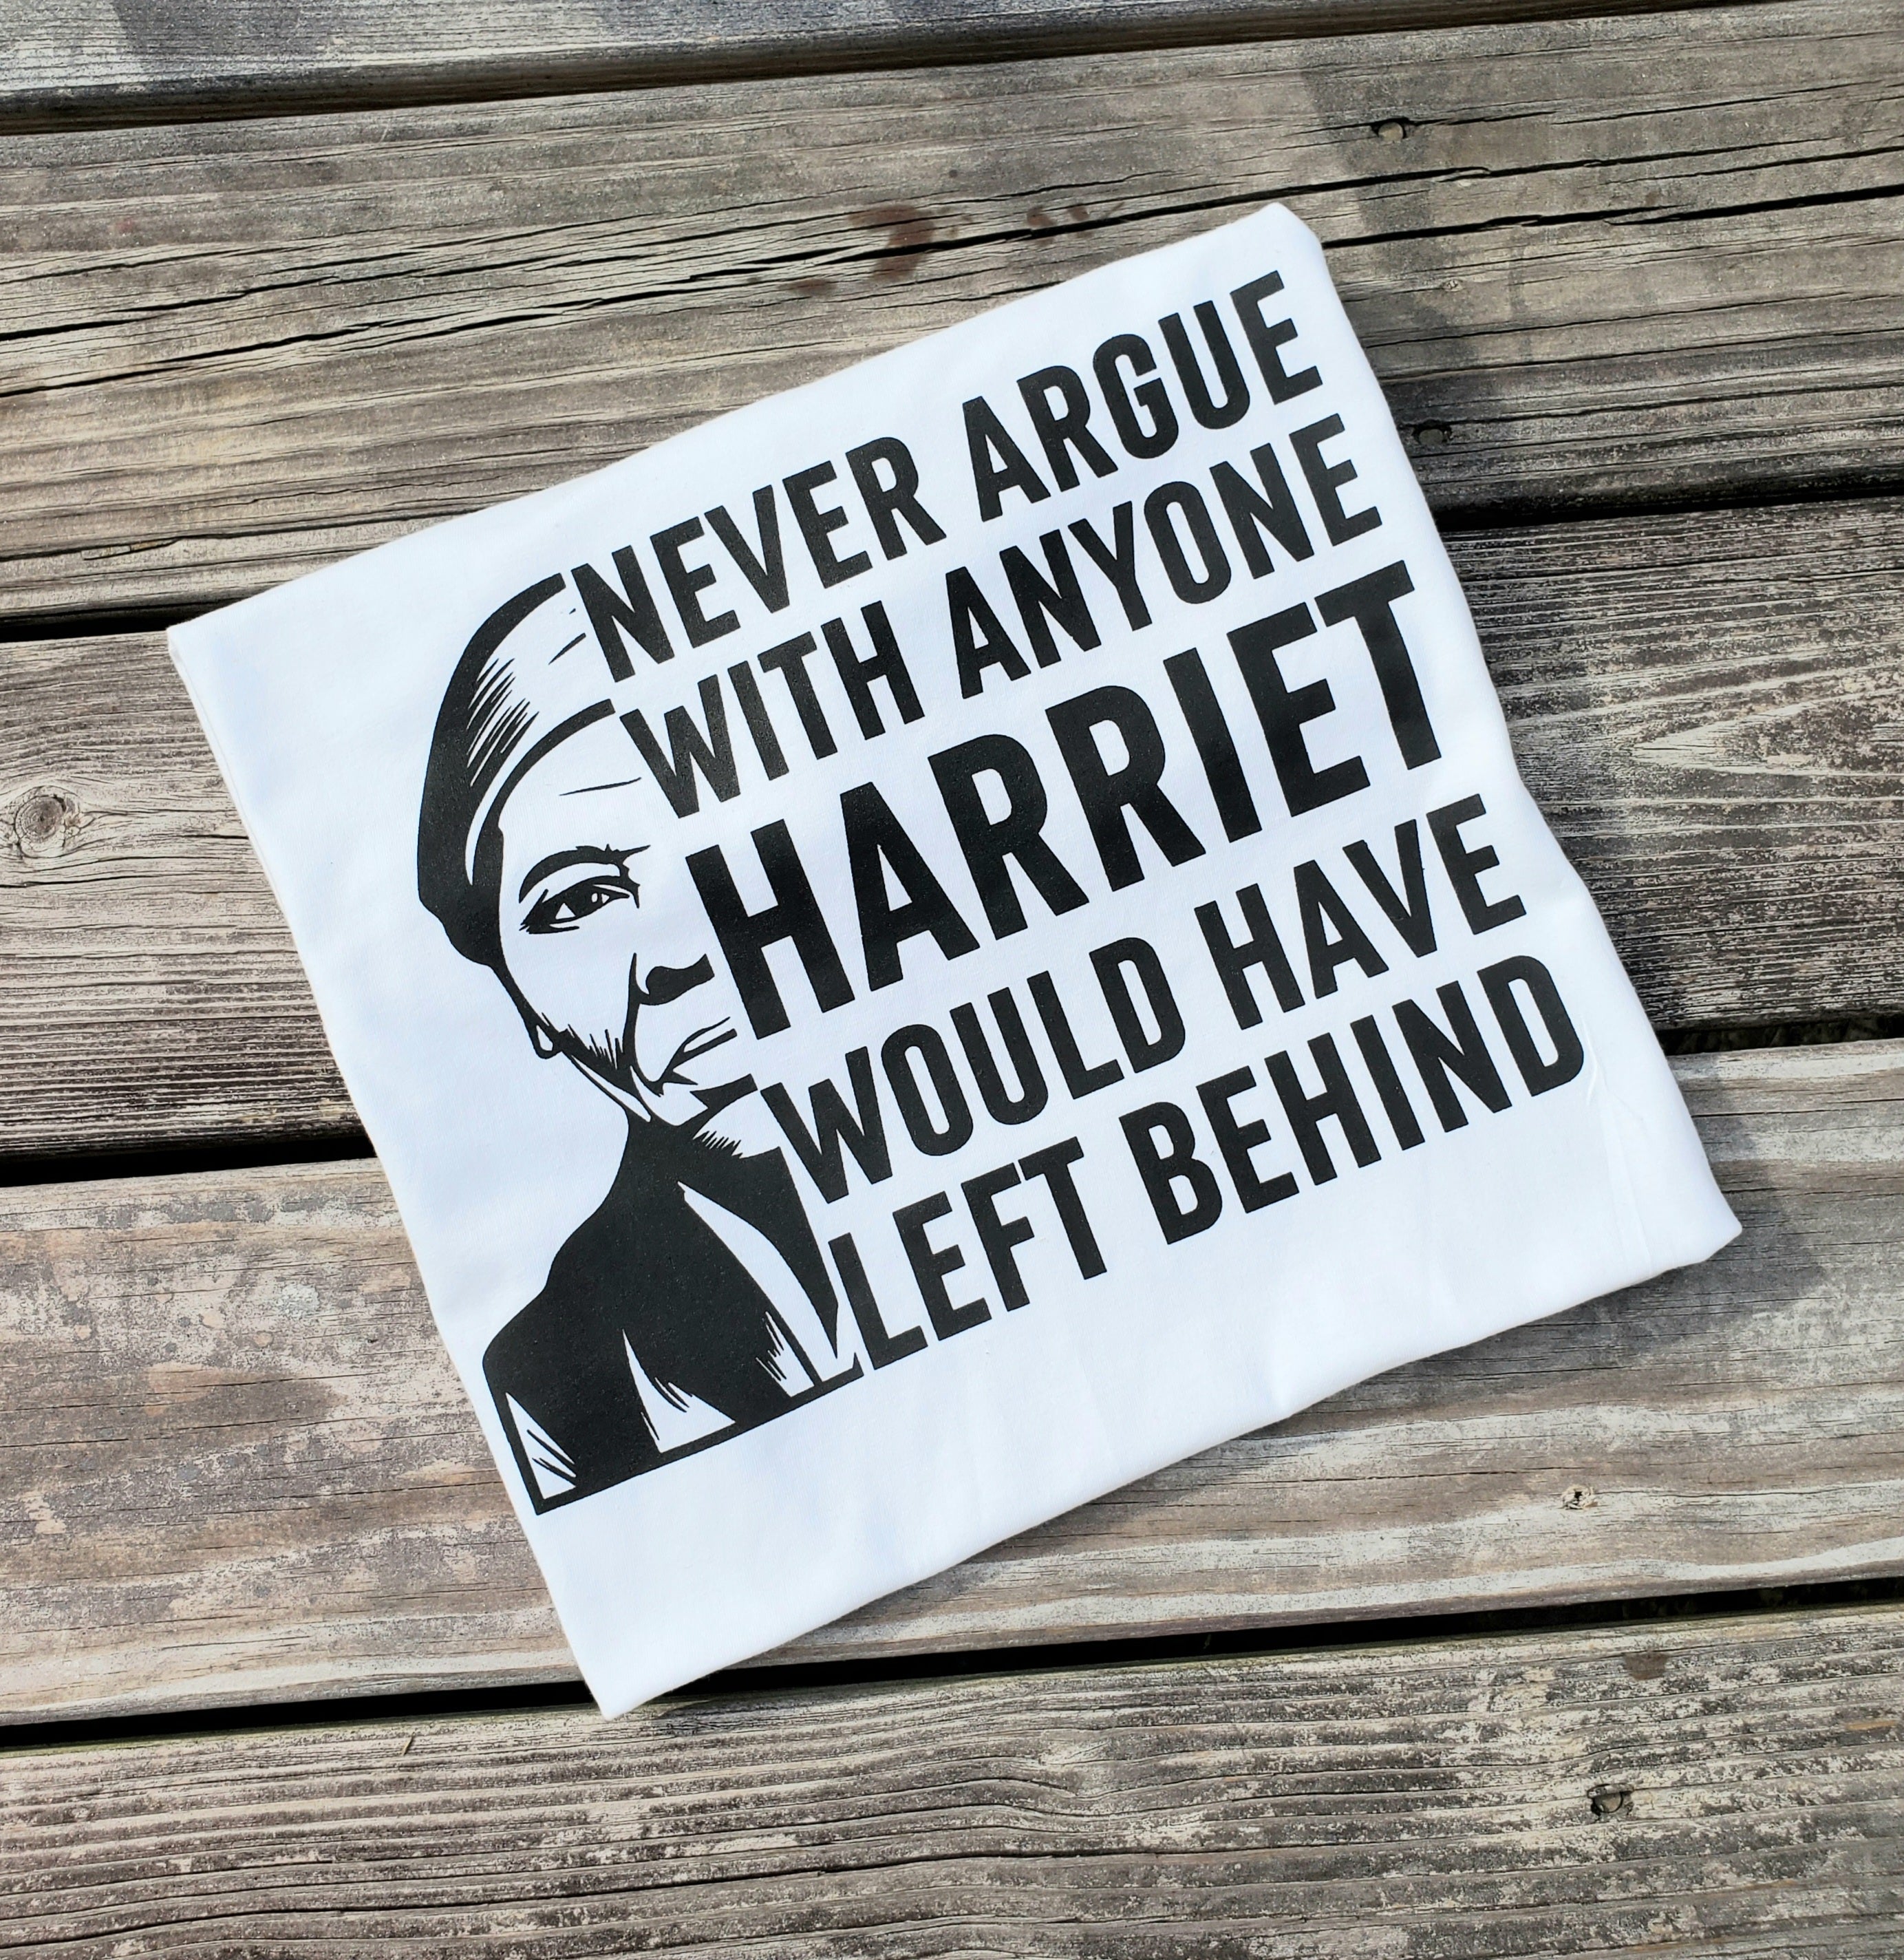 NEVER ARGUE
WITH ANYONE
HARRIET
WOULD HAVE
LEFT BEHIND